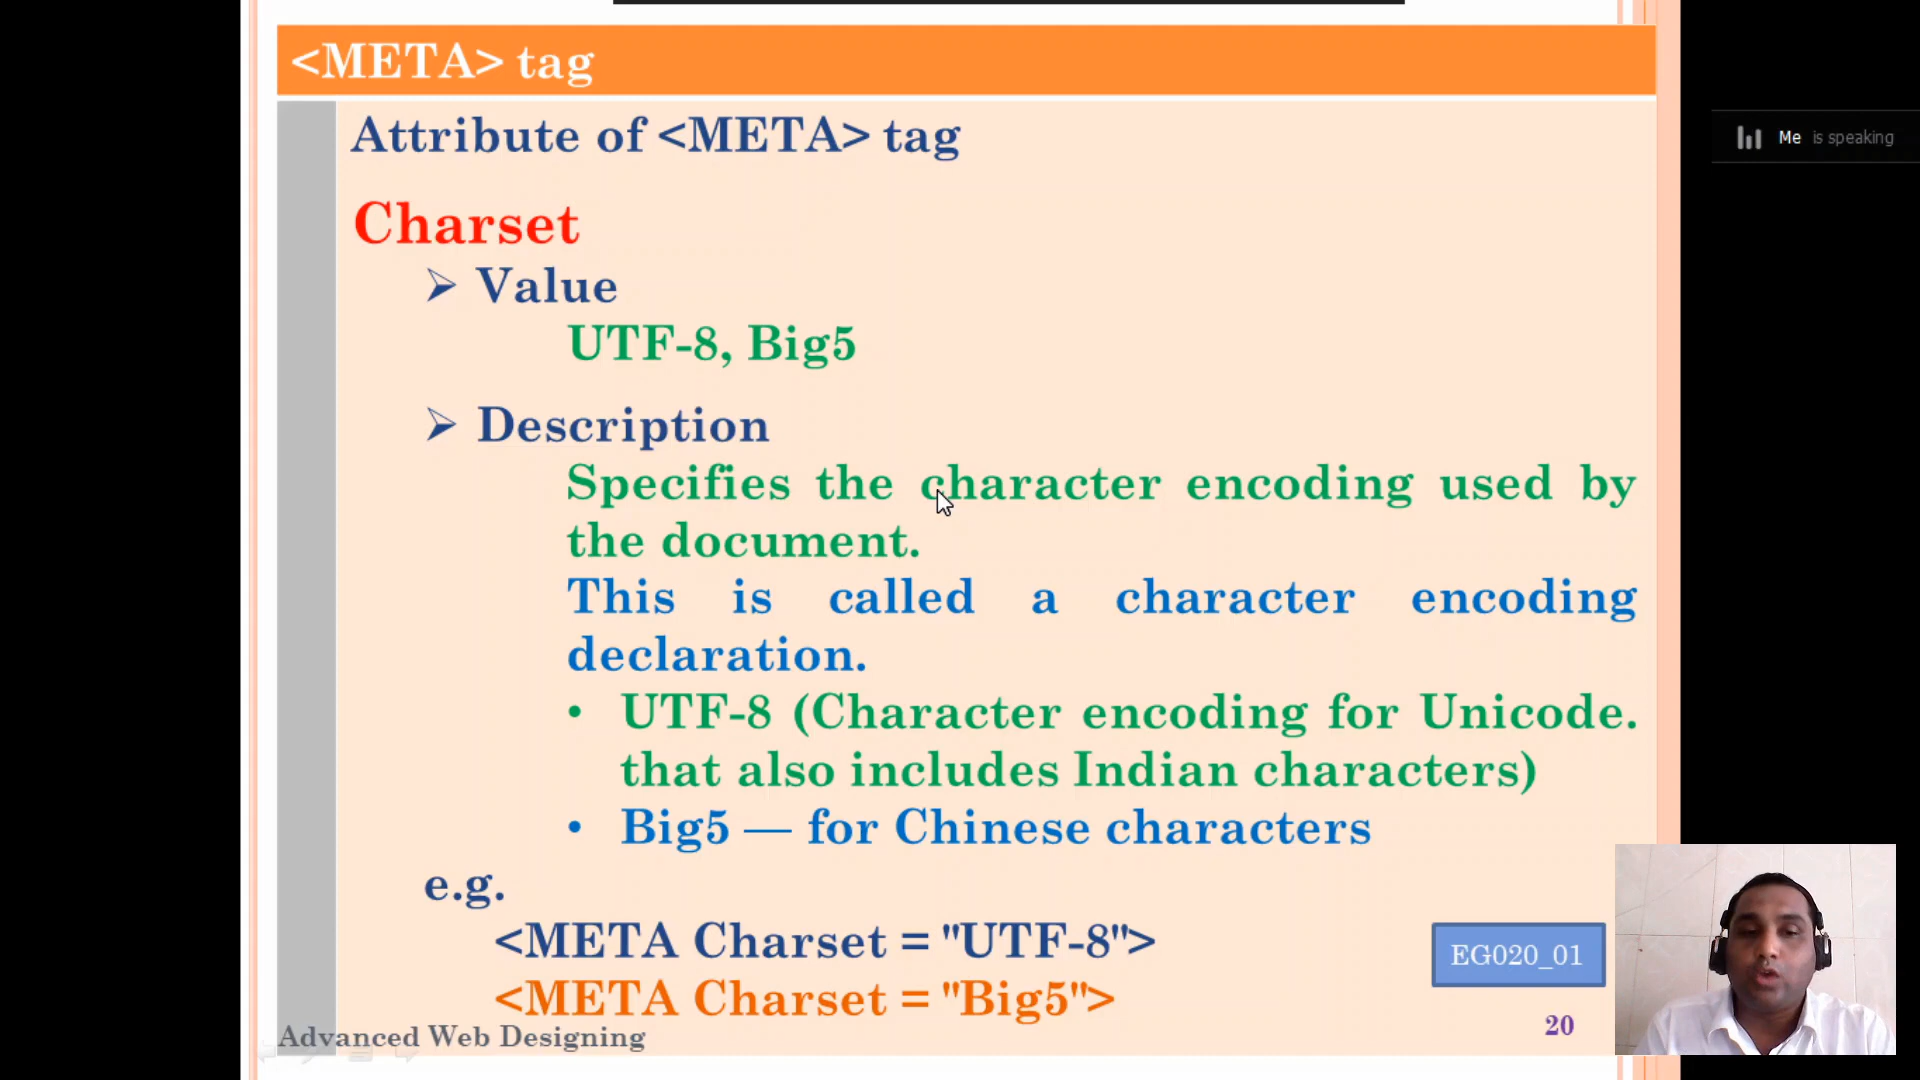 <META> tag
Attribute of <META> tag
Charset
➢ Value
UTF-8, Big5
➢ Description
Specifies the character encoding used by
the document.
This is called a character encoding
declaration.
• UTF-8 (Character encoding for Unicode.
that also includes Indian characters)
• Big5 — for Chinese characters
e.g.
<META Charset = "UTF-8">
<META Charset = "Big5">
EG020_01
Advanced Web Designing
20
Me is speaking